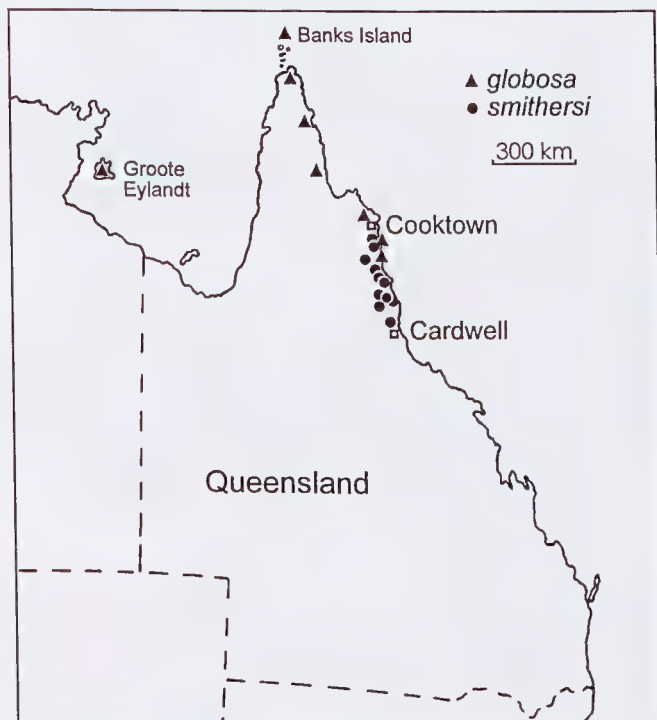 Banks Island
globosa
smithersi
300 km
Groote
Eylandt
Cooktown
Cardwell
Queensland